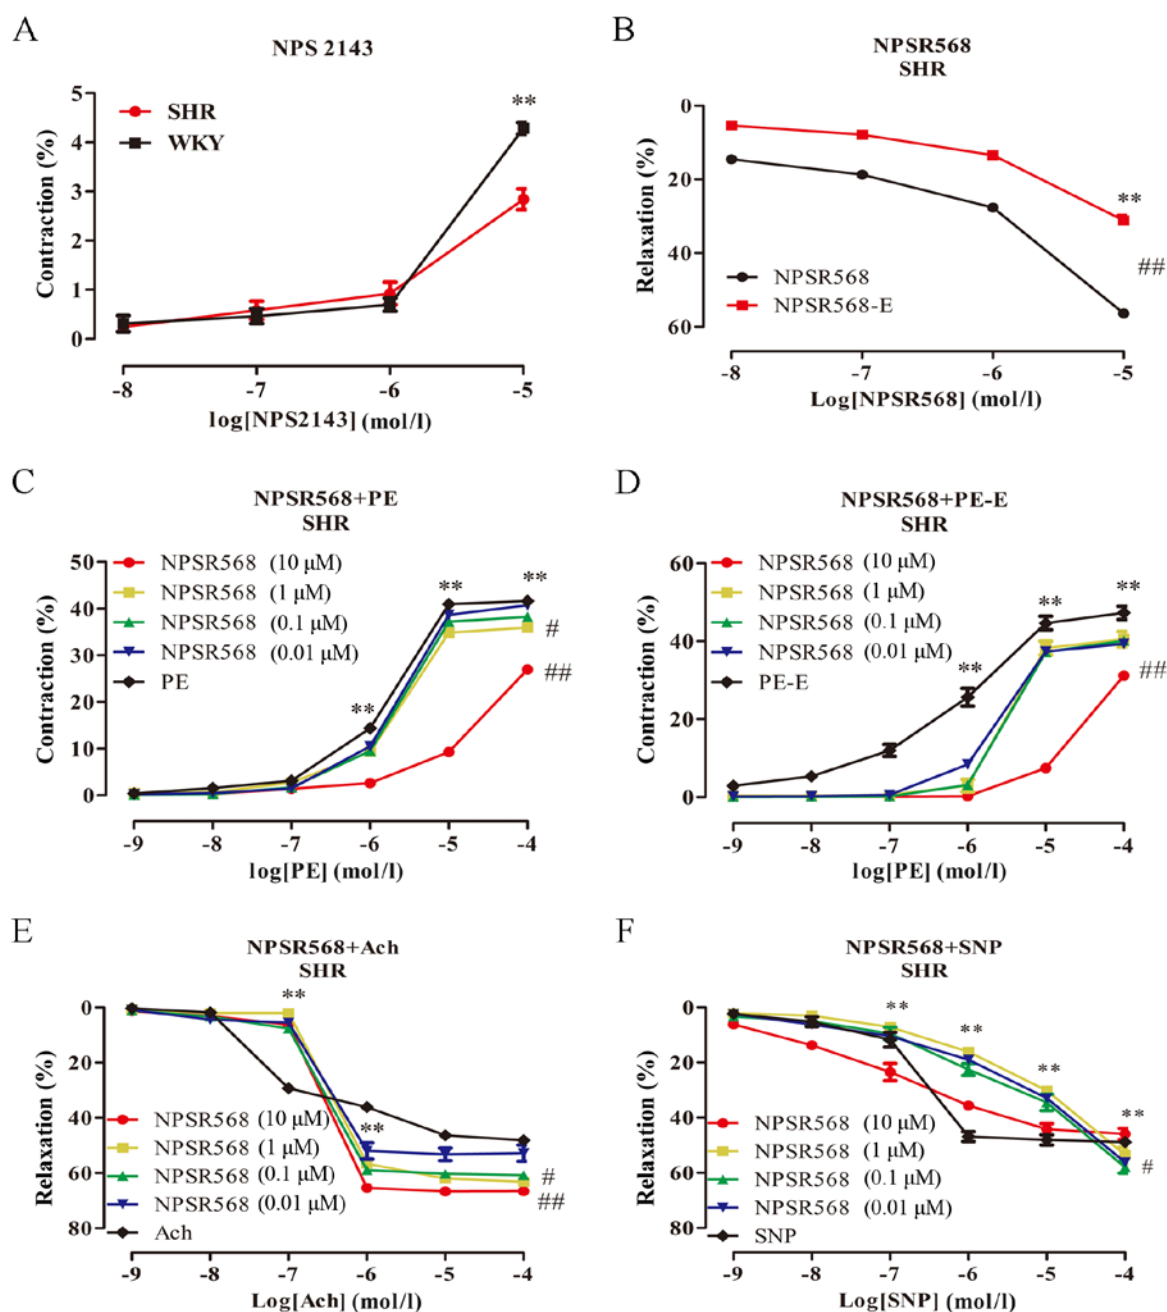 A
NPS 2143
SHR
WKY
**
5
4
3
2
1
0
Contraction (%)
-8
-7
-6
-5
log[NPS2143] (mol/l)
B
NPSR568
SHR
0
20
40
60
Relaxation (%)
**
##
NPSR568
NPSR568-E
-8
-7
-6
-5
Log[NPSR568] (mol/l)
C
NPSR568+PE
SHR
NPSR568 (10 μM)
NPSR568 (1 μM)
NPSR568 (0.1 μM)
NPSR568 (0.01 μM)
PE
50
40
30
20
10
0
Contraction (%)
**
**
**
#
##
-9
-8
-7
-6
-5
-4
log[PE] (mol/l)
D
NPSR568+PE-E
SHR
NPSR568 (10 μM)
NPSR568 (1 μM)
NPSR568 (0.1 μM)
NPSR568 (0.01 μM)
PE-E
60
40
20
0
Contraction (%)
**
**
**
##
-9
-8
-7
-6
-5
-4
log[PE] (mol/l)
E
NPSR568+Ach
SHR
0
20
40
60
80
Relaxation (%)
**
**
#
##
NPSR568 (10 μM)
NPSR568 (1 μM)
NPSR568 (0.1 μM)
NPSR568 (0.01 μM)
Ach
-9
-8
-7
-6
-5
-4
Log[Ach] (mol/l)
F
NPSR568+SNP
SHR
0
20
40
60
80
Relaxation (%)
**
**
**
**
#
NPSR568 (10 μM)
NPSR568 (1 μM)
NPSR568 (0.1 μM)
NPSR568 (0.01 μM)
SNP
-9
-8
-7
-6
-5
-4
Log[SNP] (mol/l)